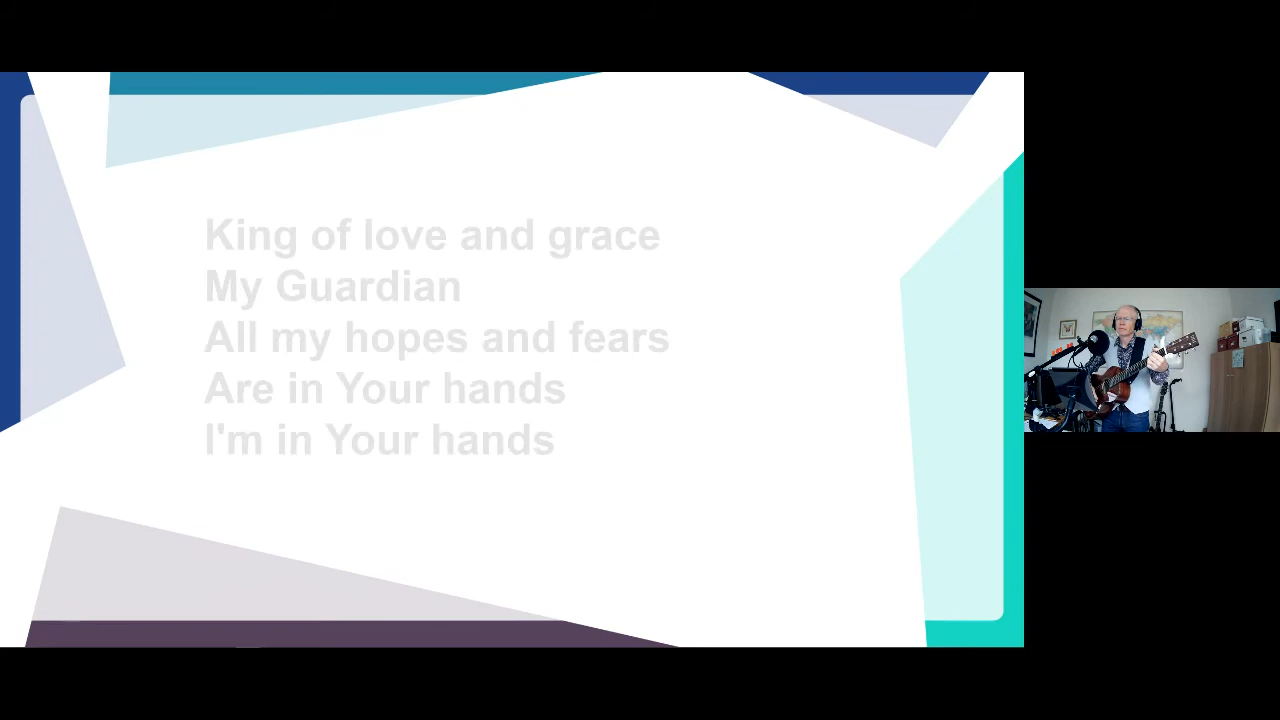 King of love and grace
My Guardian
All my hopes and fears
Are in Your hands
I'm in Your hands